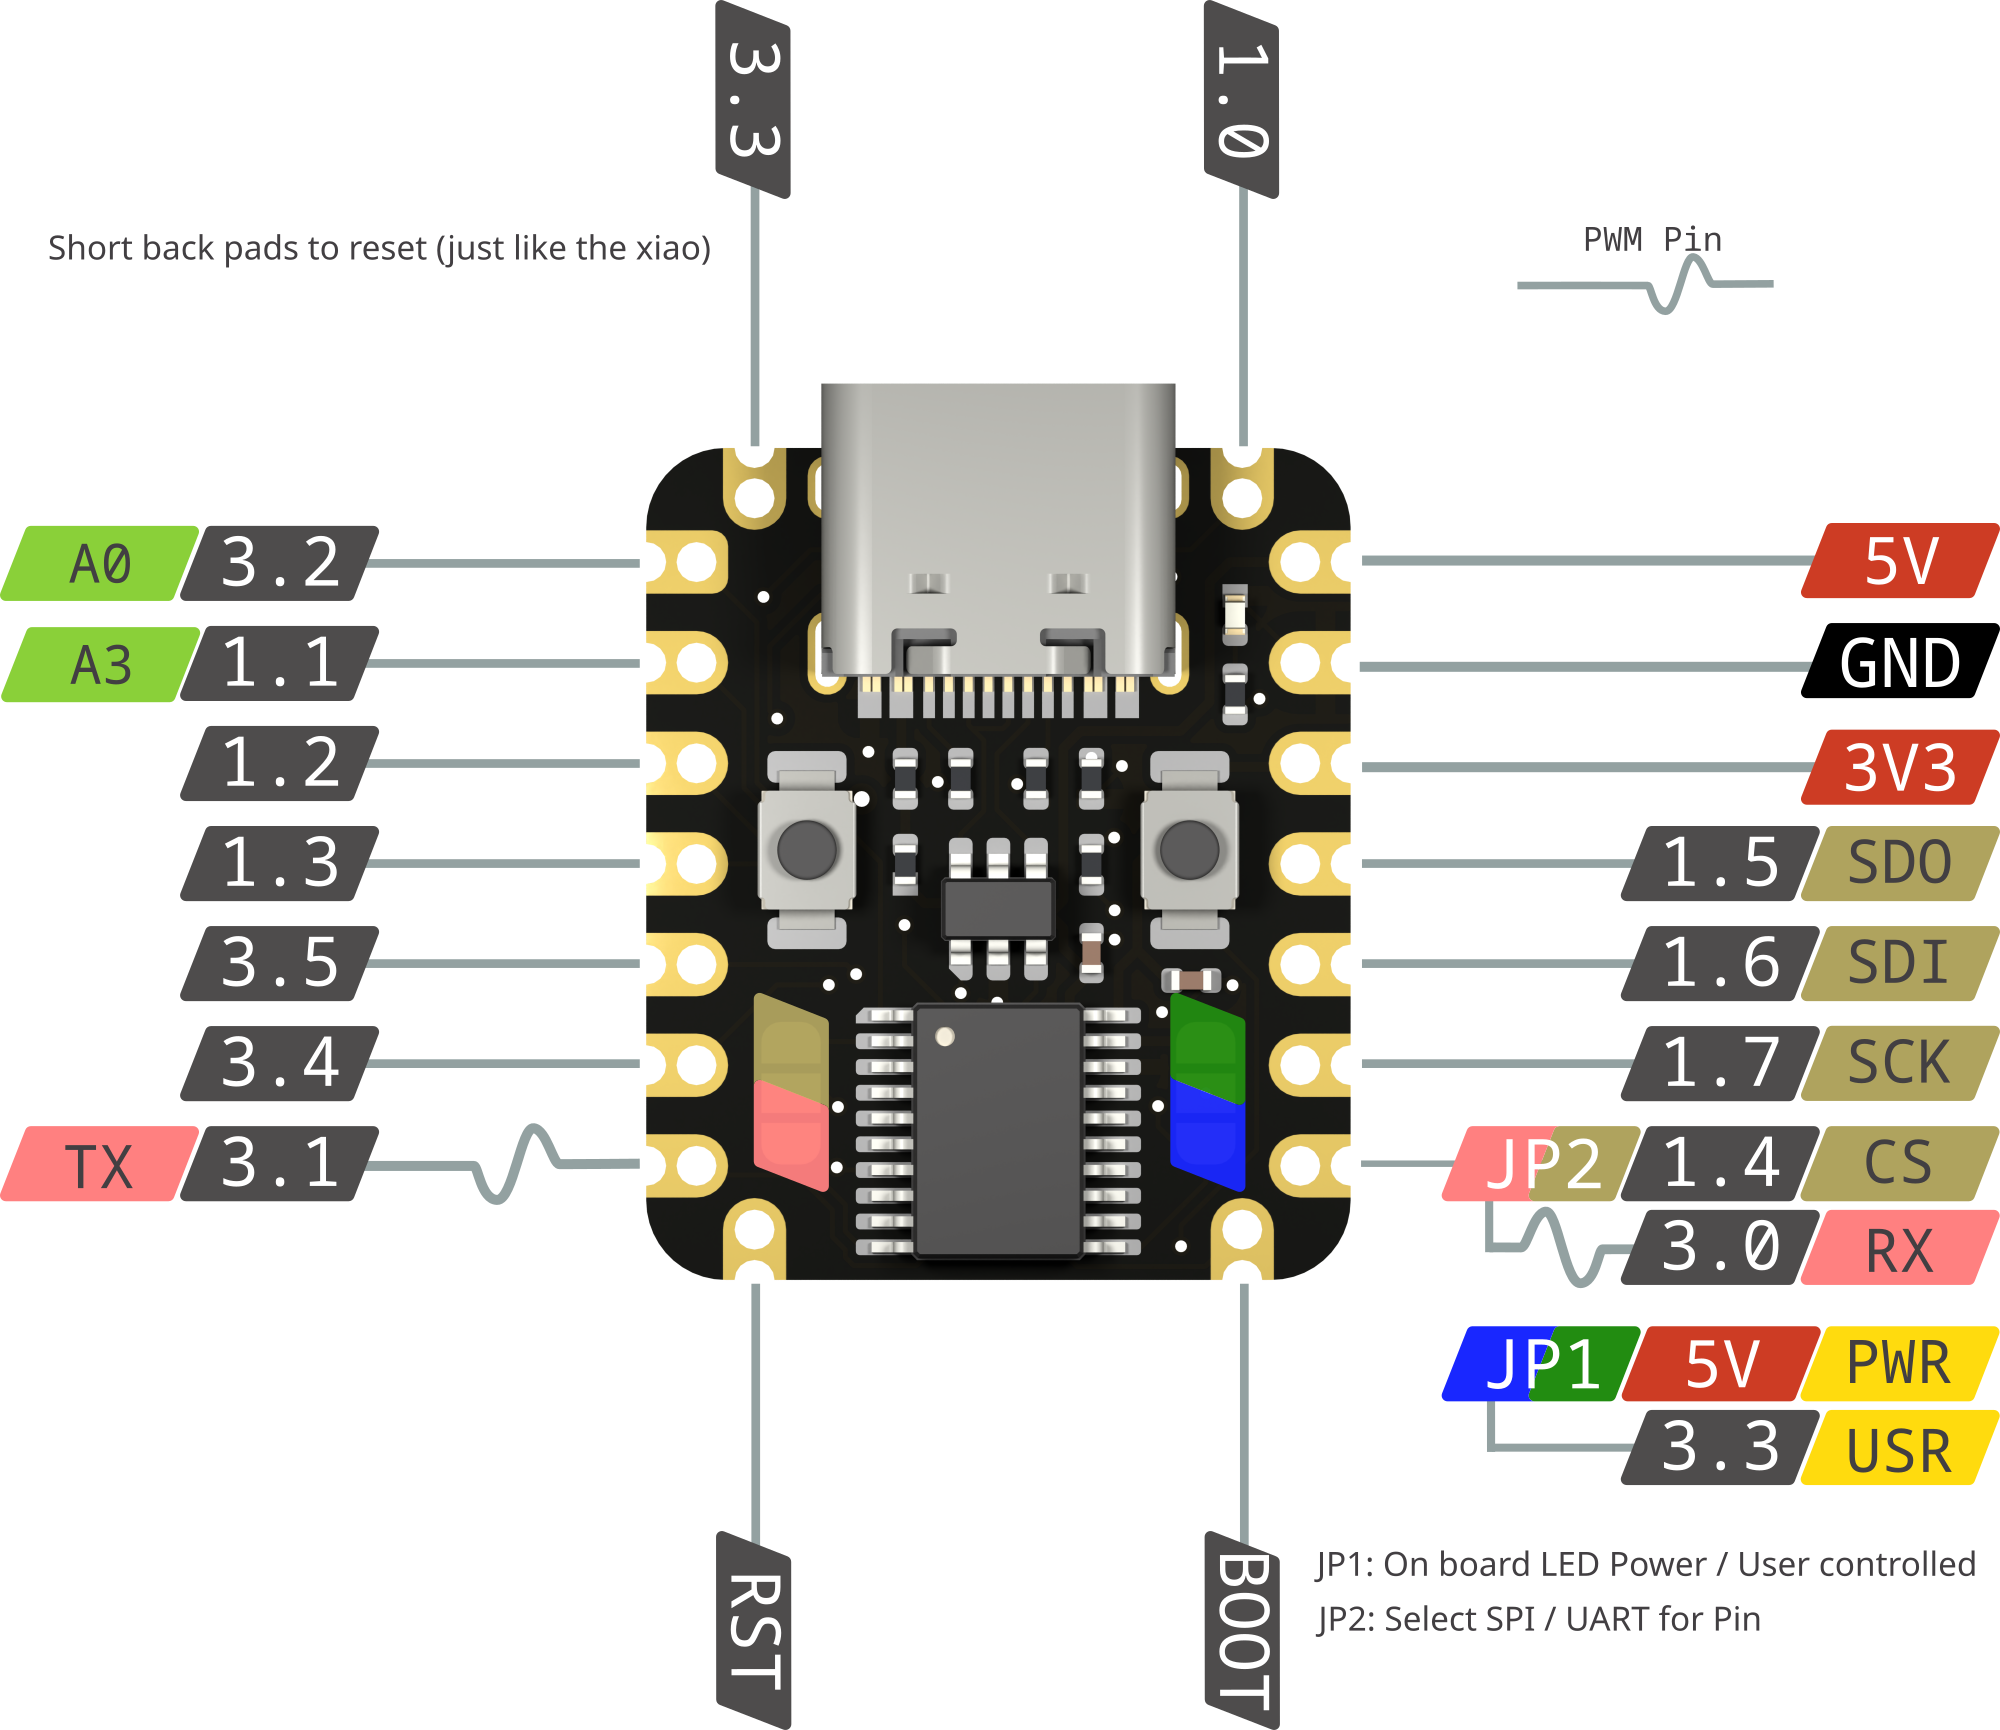 3.3
1.0
Short back pads to reset (just like the xiao)
PWM Pin
A0 3.2
5V
A3 1.1
GND
1.2
3V3
1.3
1.5 SDO
3.5
1.6 SDI
3.4
1.7 SCK
TX 3.1
JP2 1.4 CS
3.0 RX
JP1 5V PWR
3.3 USR
RST
BOOT
JP1: On board LED Power / User controlled
JP2: Select SPI / UART for Pin